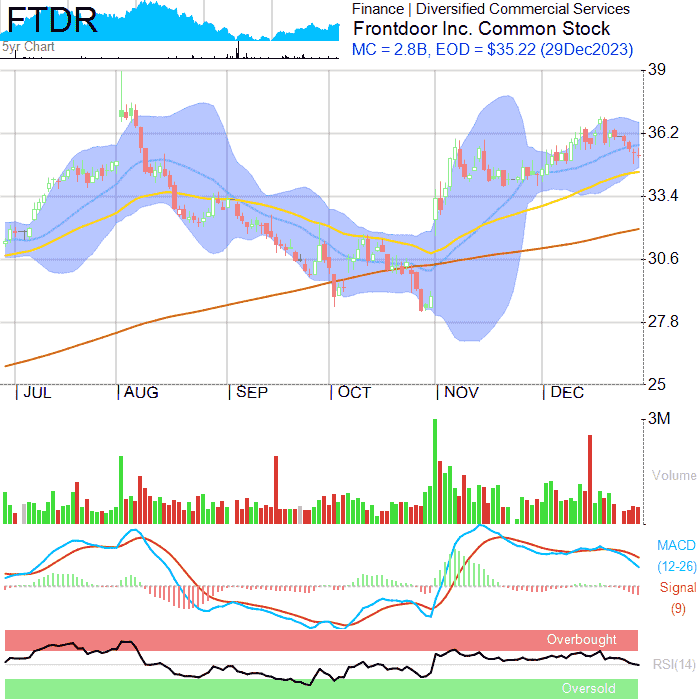 FTDR
5yr Chart
Finance | Diversified Commercial Services
Frontdoor Inc. Common Stock
MC = 2.8B, EOD = $35.22 (29Dec2023)
39
36.2
33.4
30.6
27.8
25
JUL AUG SEP OCT NOV DEC
3M
Volume
MACD
(12-26)
Signal
(9)
Overbought
RSI(14)
Oversold